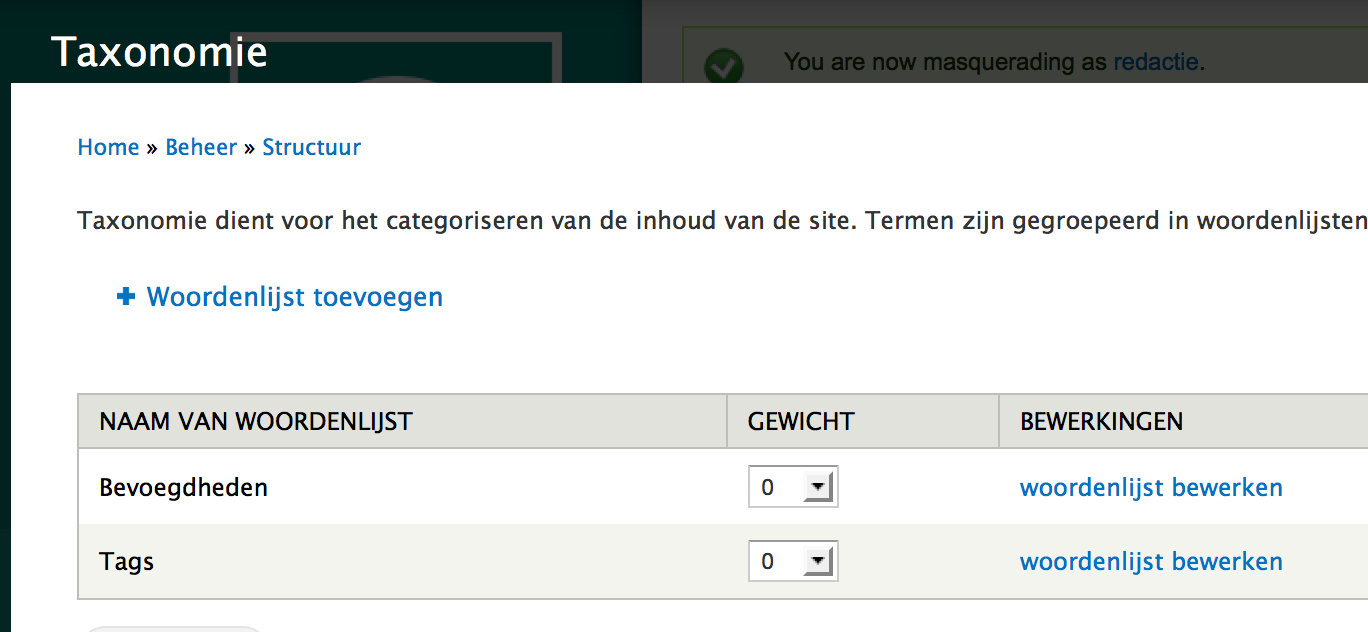 Taxonomie
You are now masquerading as redactie.
Home » Beheer » Structuur
Taxonomie dient voor het categoriseren van de inhoud van de site. Termen zijn gegroepeerd in woordenlijsten
Woordenlijst toevoegen
NAAM VAN WOORDENLIJST GEWICHT BEWERKINGEN
Bevoegdheden 0 woordenlijst bewerken
Tags 0 woordenlijst bewerken